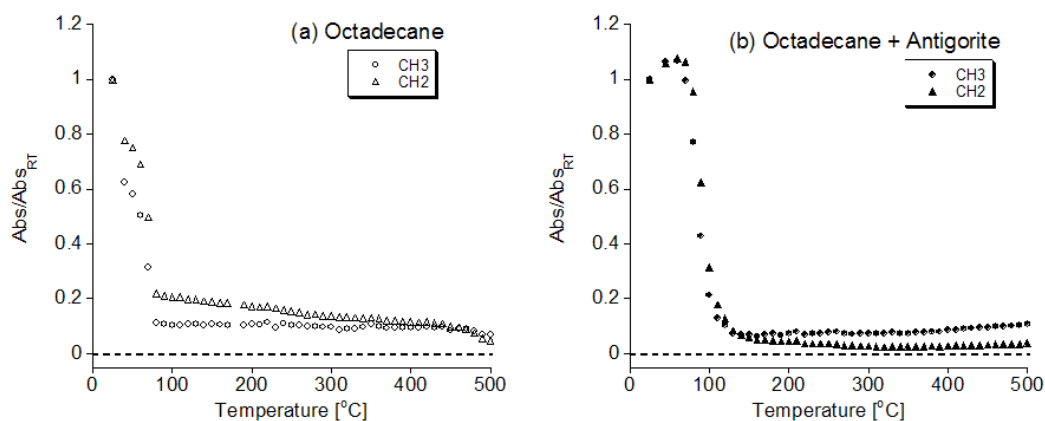 (a) Octadecane
CH3
CH2
1.2
1
0.8
0.6
0.4
0.2
0
Abs/Abs_RT
0 100 200 300 400 500
Temperature [°C]
(b) Octadecane + Antigorite
CH3
CH2
1.2
1
0.8
0.6
0.4
0.2
0
Abs/Abs_RT
0 100 200 300 400 500
Temperature [°C]